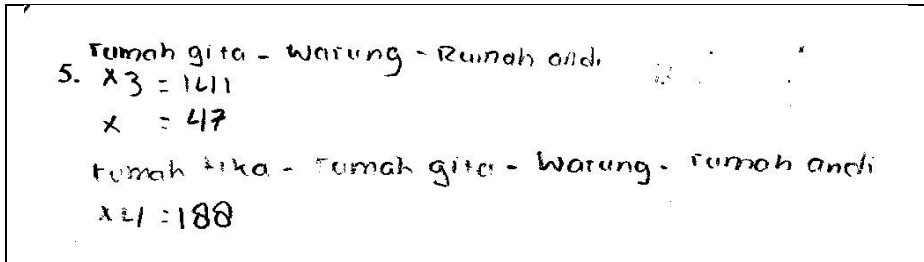 rumah gita - warung - Rumah andi
5. x3 = 141
x = 47
rumah tika - rumah gita - warung - rumah andi
x4 = 188